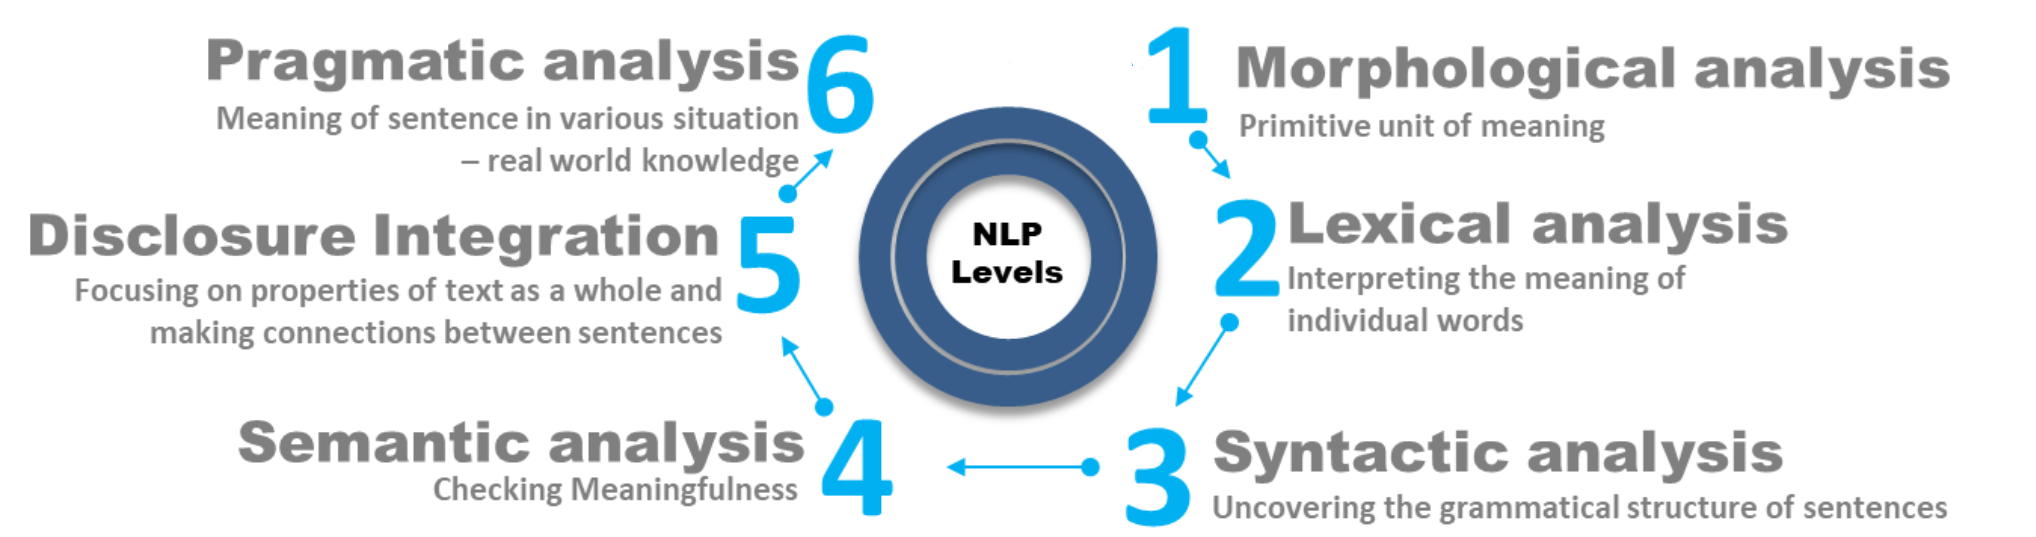 NLP
Levels
1
Morphological analysis
Primitive unit of meaning
2
Lexical analysis
Interpreting the meaning of
individual words
3
Syntactic analysis
Uncovering the grammatical structure of sentences
4
Semantic analysis
Checking Meaningfulness
5
Disclosure Integration
Focusing on properties of text as a whole and
making connections between sentences
6
Pragmatic analysis
Meaning of sentence in various situation
– real world knowledge